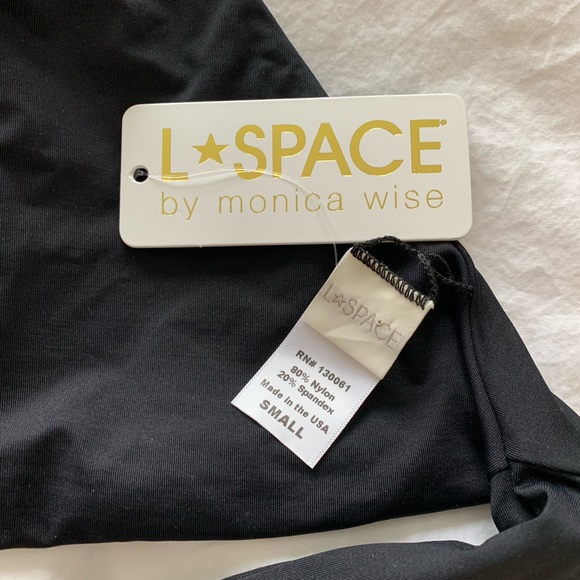 L★SPACE®
by monica wise
L★SPACE
RN# 130061
80% Nylon
20% Spandex
Made in the USA
SMALL